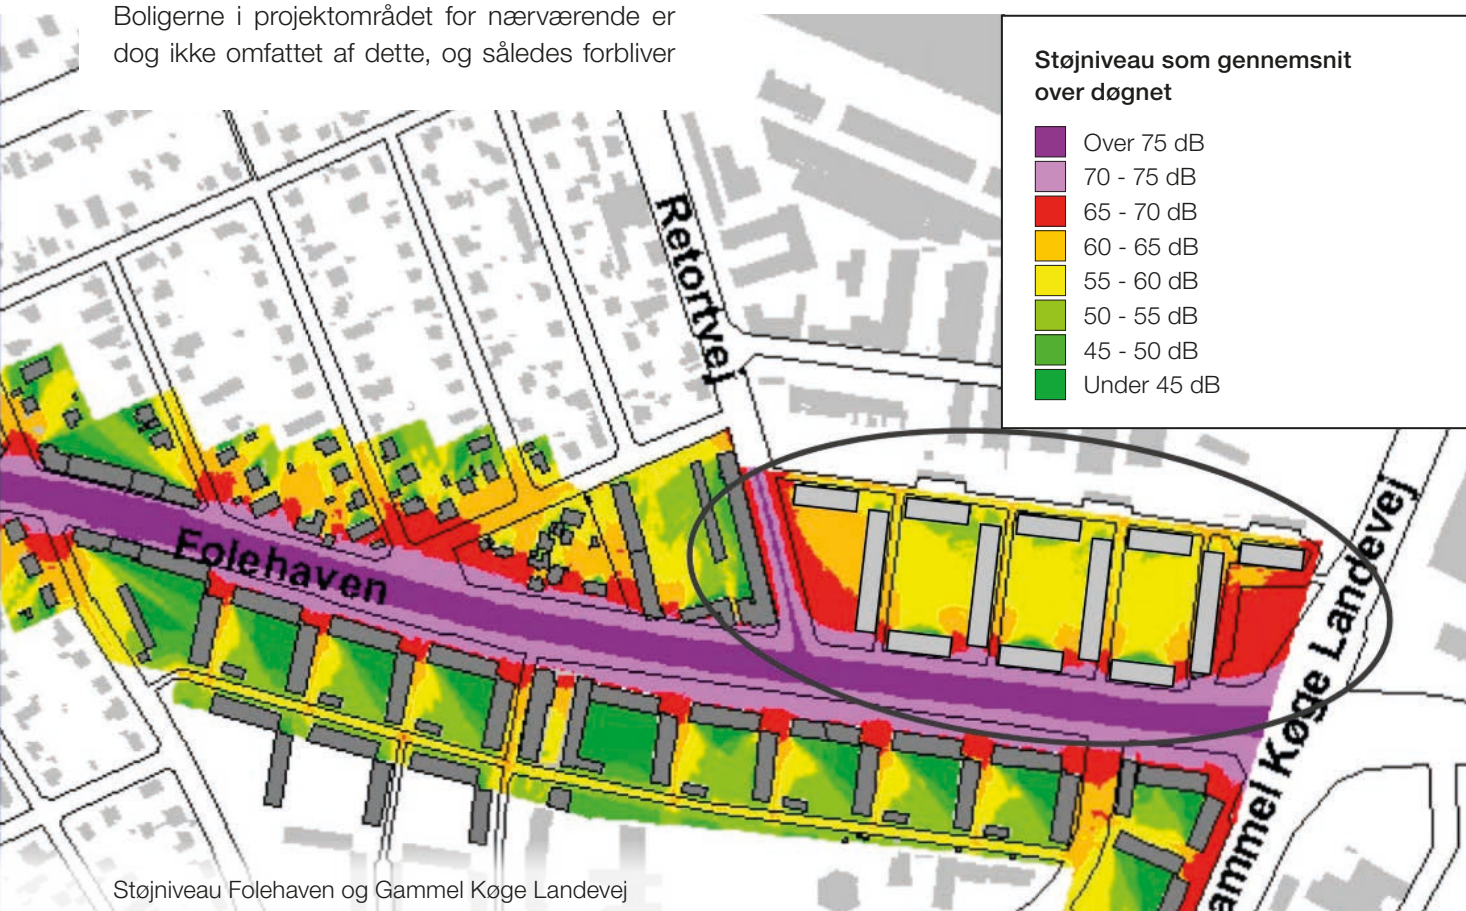 Boligerne i projektområdet for nærværende er
dog ikke omfattet af dette, og således forbliver
Støjniveau som gennemsnit
over døgnet
Over 75 dB
70 - 75 dB
65 - 70 dB
60 - 65 dB
55 - 60 dB
50 - 55 dB
45 - 50 dB
Under 45 dB
Retortvej
Folehaven
ammel Køge Landevej
Støjniveau Folehaven og Gammel Køge Landevej